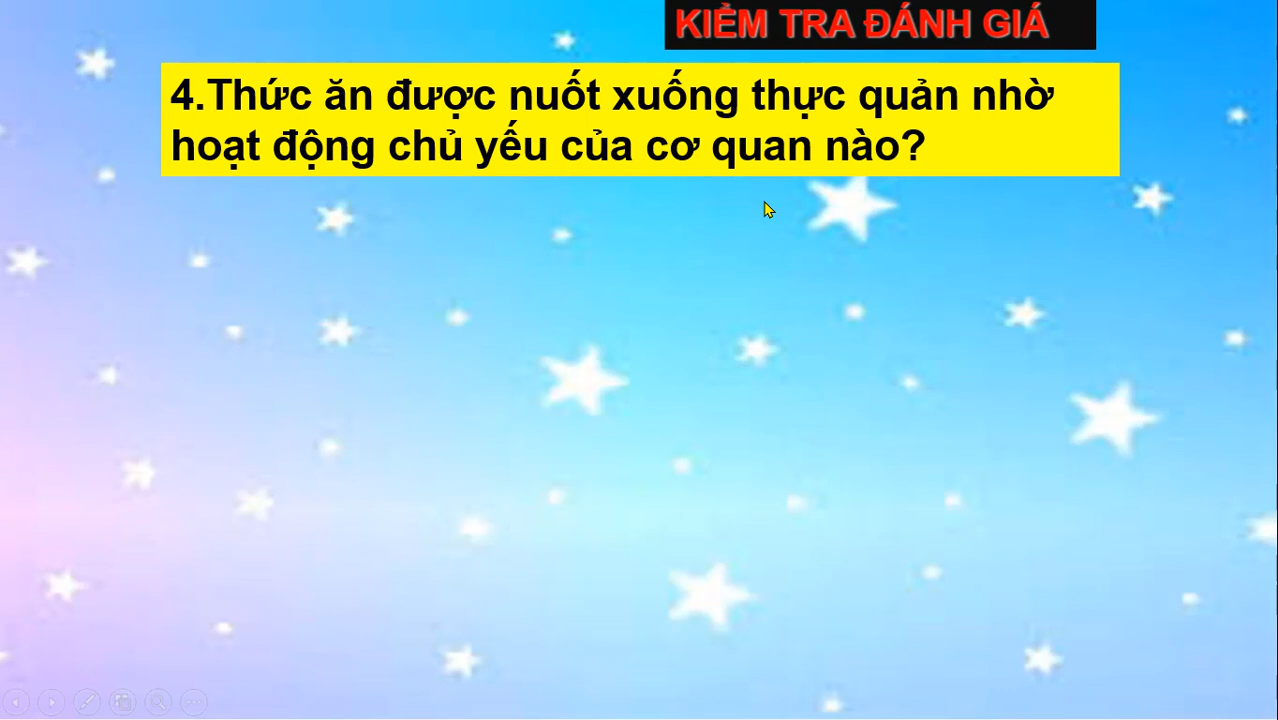 KIỂM TRA ĐÁNH GIÁ
4.Thức ăn được nuốt xuống thực quản nhờ
hoạt động chủ yếu của cơ quan nào?